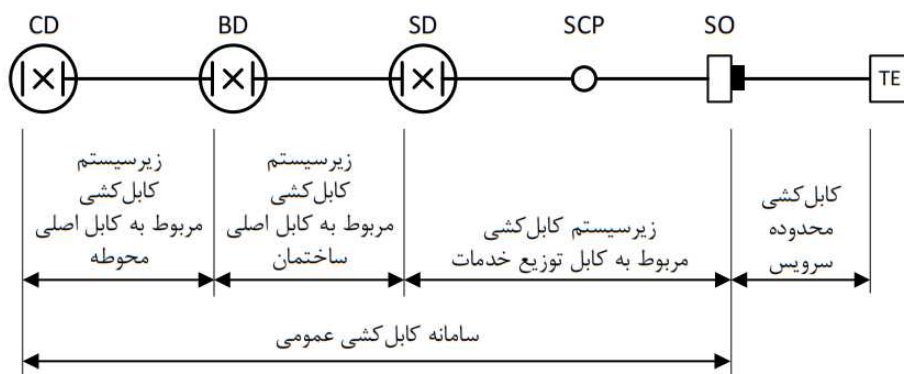 CD BD SD SCP SO
TE
زیرسیستم
کابل‌کشی
مربوط به کابل اصلی
محوطه
زیرسیستم
کابل‌کشی
مربوط به کابل اصلی
ساختمان
زیرسیستم کابل‌کشی
مربوط به کابل توزیع خدمات
کابل‌کشی
محدوده
سرویس
سامانه کابل‌کشی عمومی